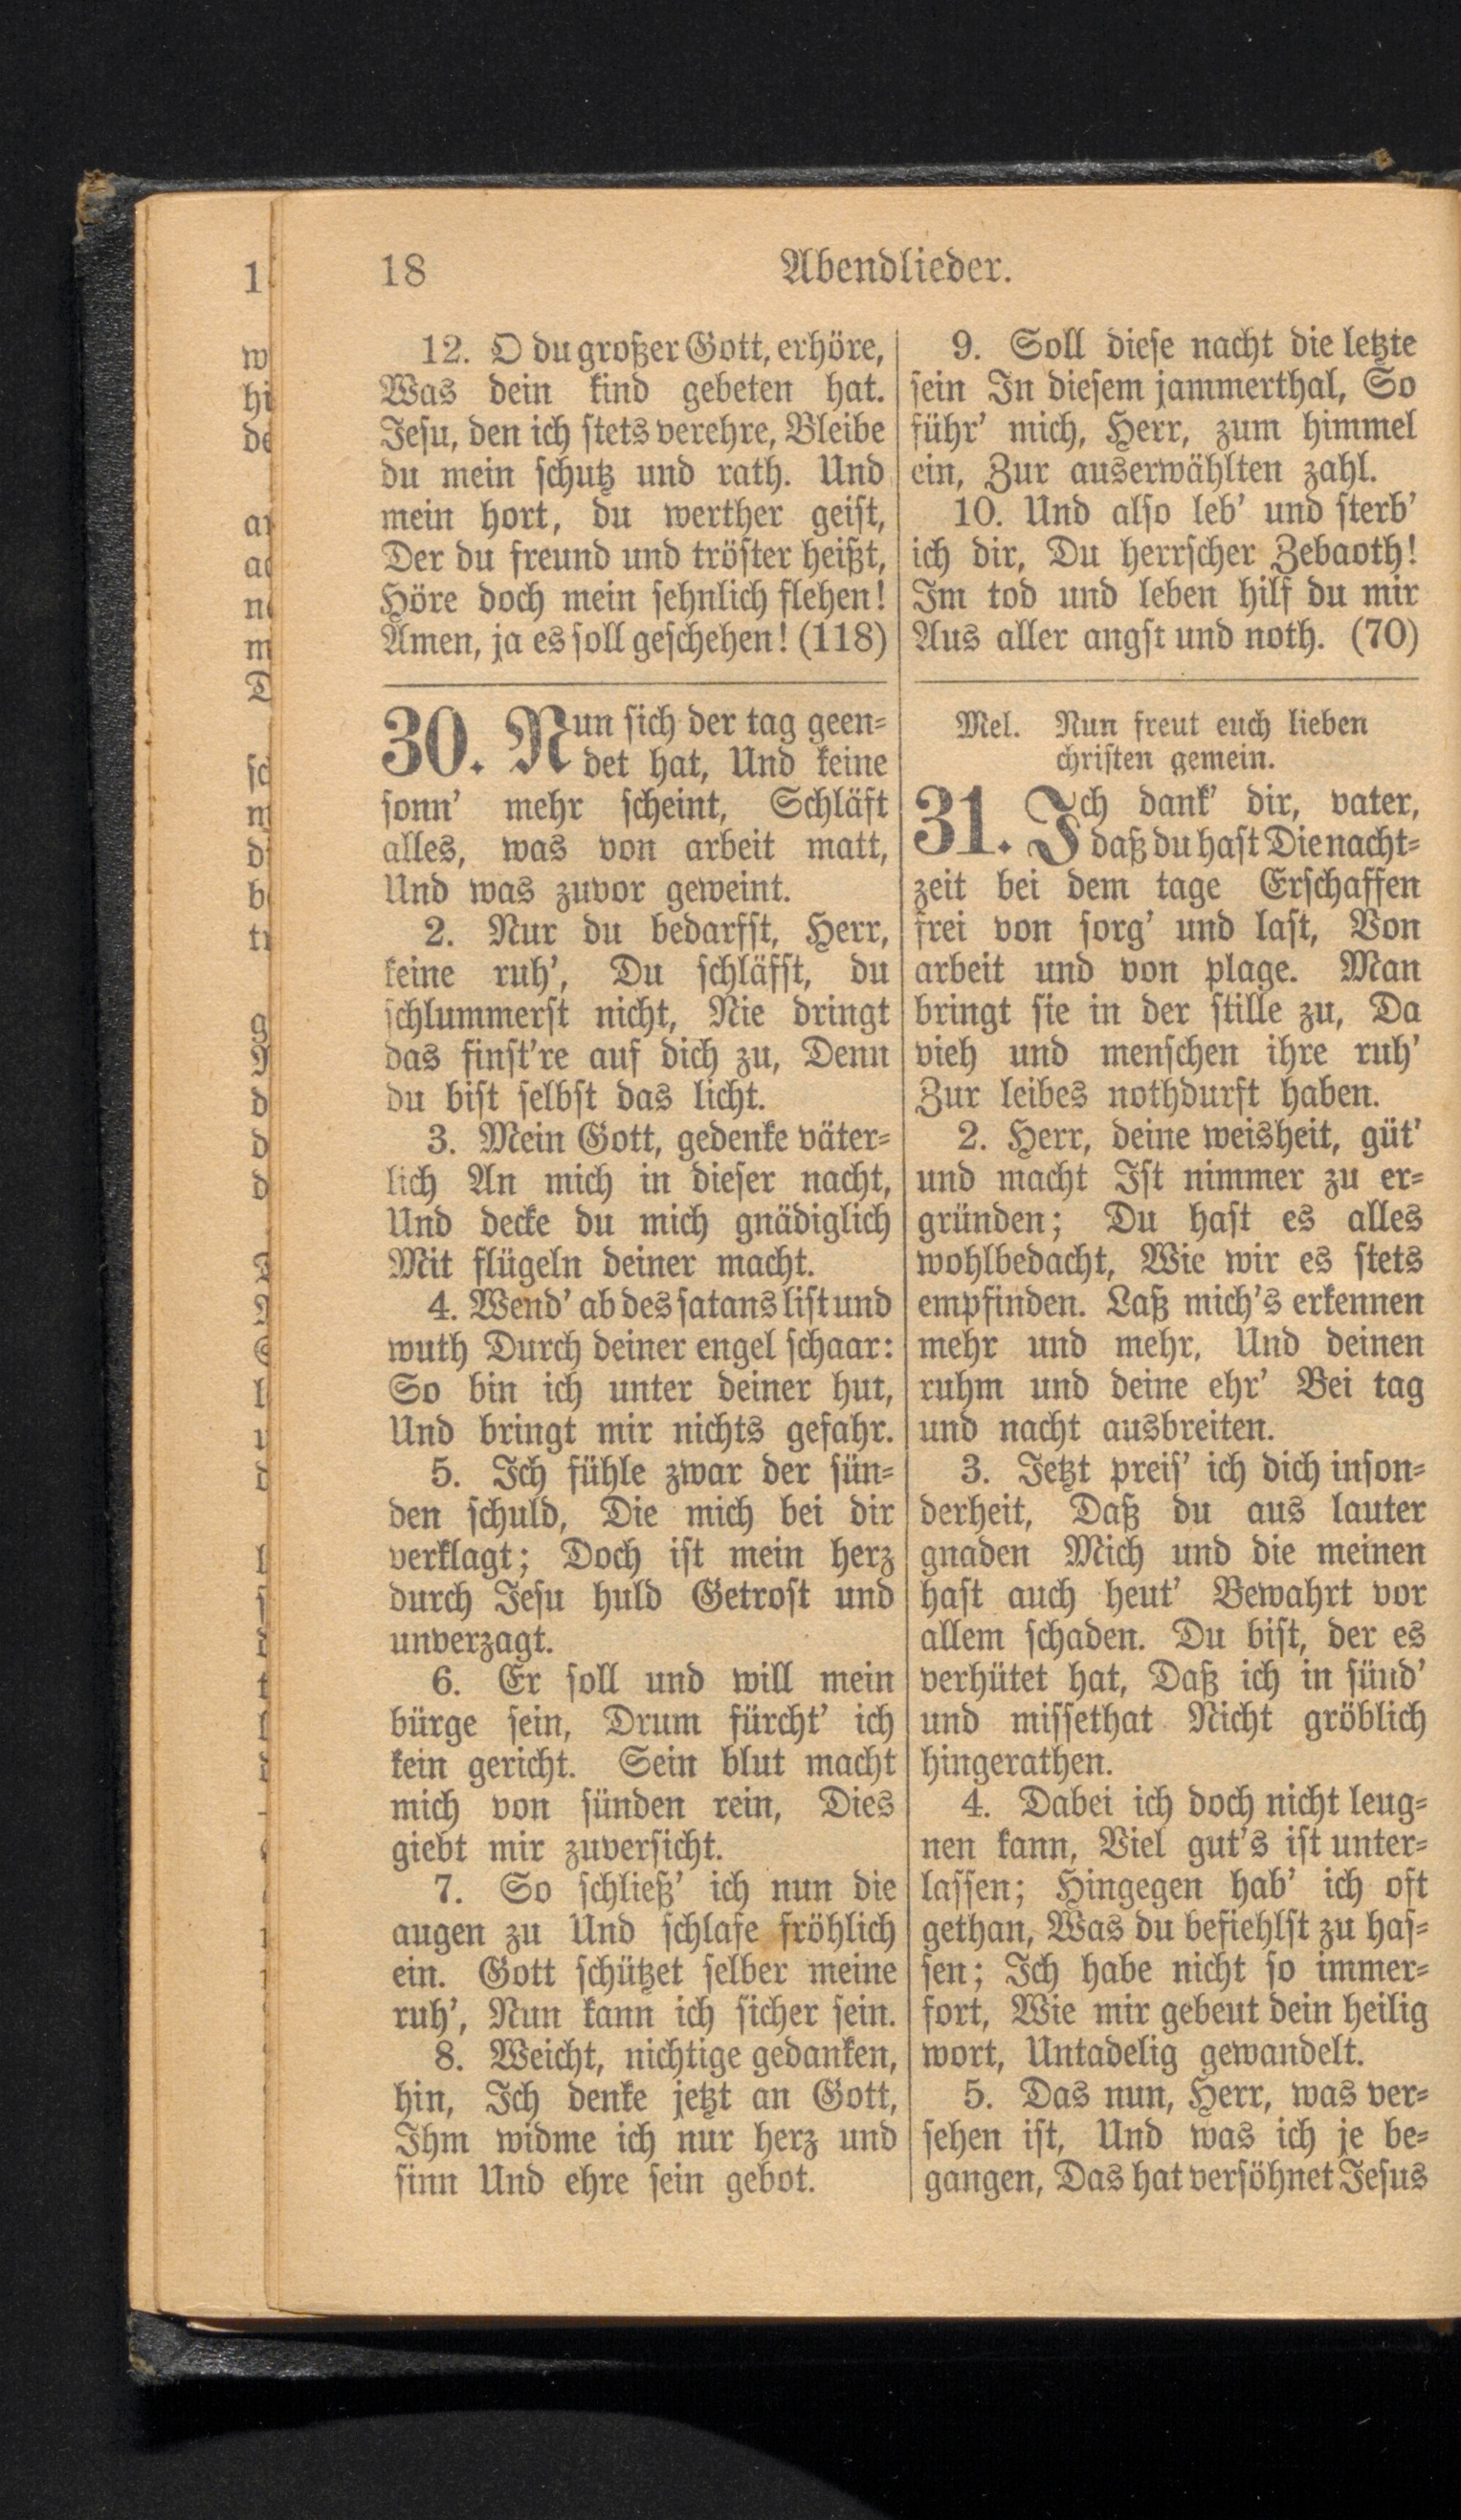 18
Abendlieder.
12. O du großer Gott, erhöre,
Was dein kind gebeten hat.
Jesu, den ich stets verehre, Bleibe
du mein schutz und rath. Und
mein hort, du werther geist,
Der du freund und tröster heißt,
Höre doch mein sehnlich flehen!
Amen, ja es soll geschehen! (118)
30. Nun sich der tag geen-
det hat, Und keine
sonn' mehr scheint, Schläft
alles, was von arbeit matt,
Und was zuvor geweint.
2. Nur du bedarfst, Herr,
keine ruh', Du schläfst, du
schlummerst nicht, Nie dringt
das finst're auf dich zu, Denn
du bist selbst das licht.
3. Mein Gott, gedenke väter-
lich An mich in dieser nacht,
Und decke du mich gnädiglich
Mit flügeln deiner macht.
4. Wend' ab des satans list und
wuth Durch deiner engel schaar:
So bin ich unter deiner hut,
Und bringt mir nichts gefahr.
5. Ich fühle zwar der sün-
den schuld, Die mich bei dir
verklagt; Doch ist mein herz
durch Jesu huld Getrost und
unverzagt.
6. Er soll und will mein
bürge sein, Drum fürcht' ich
kein gericht. Sein blut macht
mich von sünden rein, Dies
giebt mir zuversicht.
7. So schließ' ich nun die
augen zu Und schlafe fröhlich
ein. Gott schützet selber meine
ruh', Nun kann ich sicher sein.
8. Weicht, nichtige gedanken,
hin, Ich denke jetzt an Gott,
Ihm widme ich nur herz und
sinn Und ehre sein gebot.
9. Soll diese nacht die letzte
sein In diesem jammerthal, So
führ' mich, Herr, zum himmel
ein, Zur auserwählten zahl.
10. Und also leb' und sterb'
ich dir, Du herrscher Zebaoth!
Im tod und leben hilf du mir
Aus aller angst und noth. (70)
Mel. Nun freut euch lieben
christen gemein.
31. Ich dank' dir, vater,
daß du hast Die nacht-
zeit bei dem tage Erschaffen
frei von sorg' und last, Von
arbeit und von plage. Man
bringt sie in der stille zu, Da
vieh und menschen ihre ruh'
Zur leibes nothdurft haben.
2. Herr, deine weisheit, güt'
und macht Ist nimmer zu er-
gründen; Du hast es alles
wohlbedacht, Wie wir es stets
empfinden. Laß mich's erkennen
mehr und mehr, Und deinen
ruhm und deine ehr' Bei tag
und nacht ausbreiten.
3. Jetzt preis' ich dich inson-
derheit, Daß du aus lauter
gnaden Mich und die meinen
hast auch heut' Bewahrt vor
allem schaden. Du bist, der es
verhütet hat, Daß ich in sünd'
und missethat Nicht gröblich
hingerathen.
4. Dabei ich doch nicht leug-
nen kann, Viel gut's ist unter-
lassen; Hingegen hab' ich oft
gethan, Was du befiehlst zu has-
sen; Ich habe nicht so immer-
fort, Wie mir gebeut dein heilig
wort, Untadelig gewandelt.
5. Das nun, Herr, was ver-
sehen ist, Und was ich je be-
gangen, Das hat versöhnet Jesus